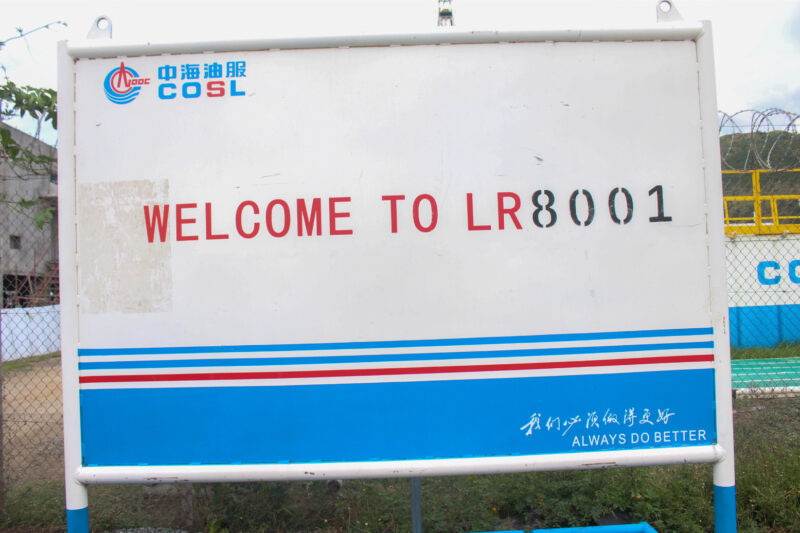 中海油服
COSL
WELCOME TO LR8001
我们必须做得更好
ALWAYS DO BETTER